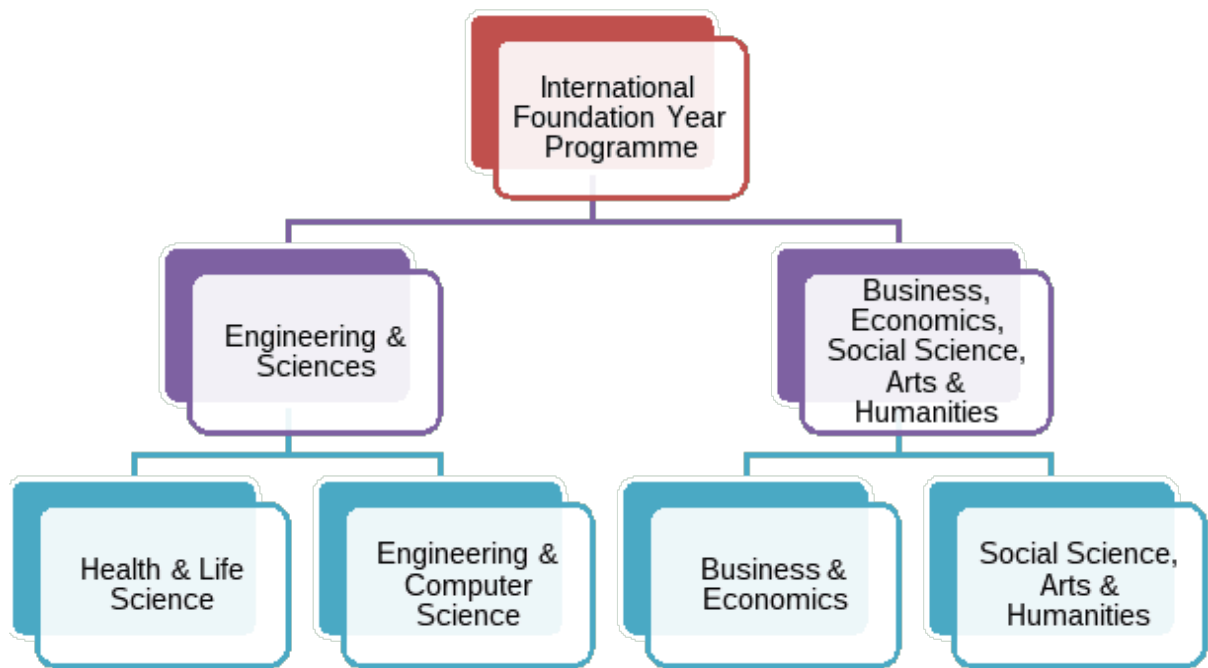 International
Foundation Year
Programme
Engineering &
Sciences
Business,
Economics,
Social Science,
Arts &
Humanities
Health & Life
Science
Engineering &
Computer
Science
Business &
Economics
Social Science,
Arts &
Humanities